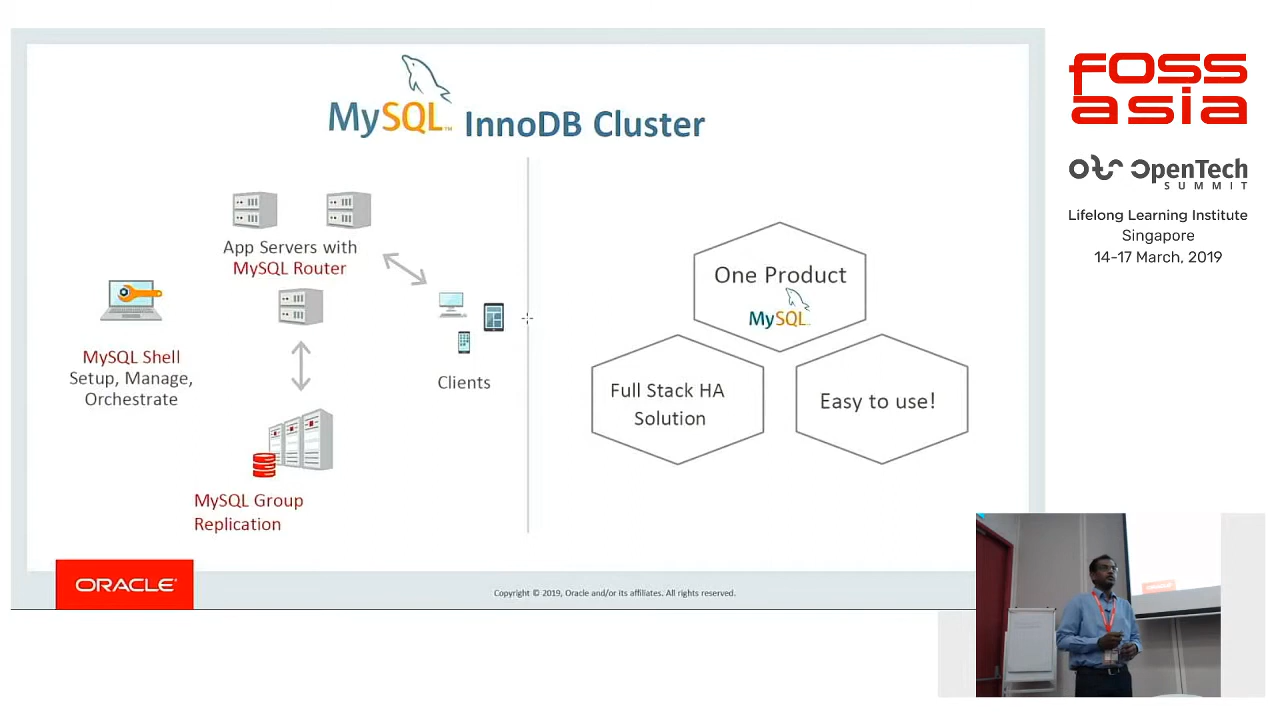 MySQL™ InnoDB Cluster
App Servers with
MySQL Router
MySQL Shell
Setup, Manage,
Orchestrate
Clients
MySQL Group
Replication
One Product
MySQL™
Full Stack HA
Solution
Easy to use!
ORACLE®
Copyright © 2019, Oracle and/or its affiliates. All rights reserved.
FOSS
asia
OpenTech
SUMMIT
Lifelong Learning Institute
Singapore
14-17 March, 2019